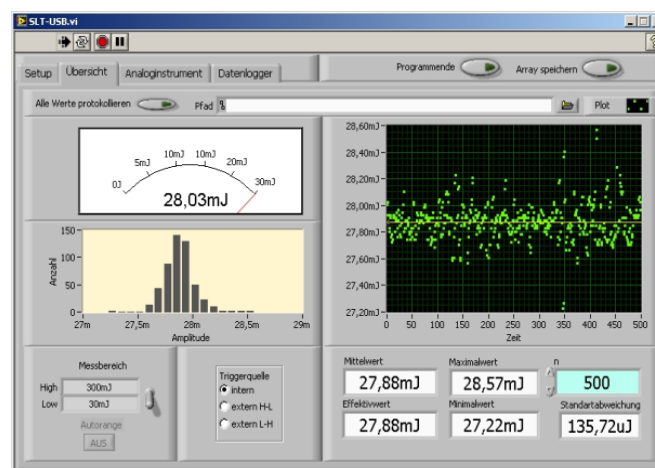 SLT-USB.vi
Setup Übersicht Analoginstrument Datenlogger
Programmende Array speichern
Alle Werte protokollieren Pfad Plot
0J 5mJ 10mJ 10mJ 20mJ 30mJ
28,03mJ
150
100
50
0
Anzahl
27m 27,5m 28m 28,5m 29m
Amplitude
28,60mJ
28,40mJ
28,20mJ
28,00mJ
27,80mJ
27,60mJ
27,40mJ
27,20mJ
0 50 100 150 200 250 300 350 400 450 500
Zeit
Messbereich
High 300mJ
Low 30mJ
Autorange
AUS
Triggerquelle
intern
extern H-L
extern L-H
Mittelwert Maximalwert n
27,88mJ 28,57mJ 500
Effektivwert Minimalwert Standartabweichung
27,88mJ 27,22mJ 135,72uJ